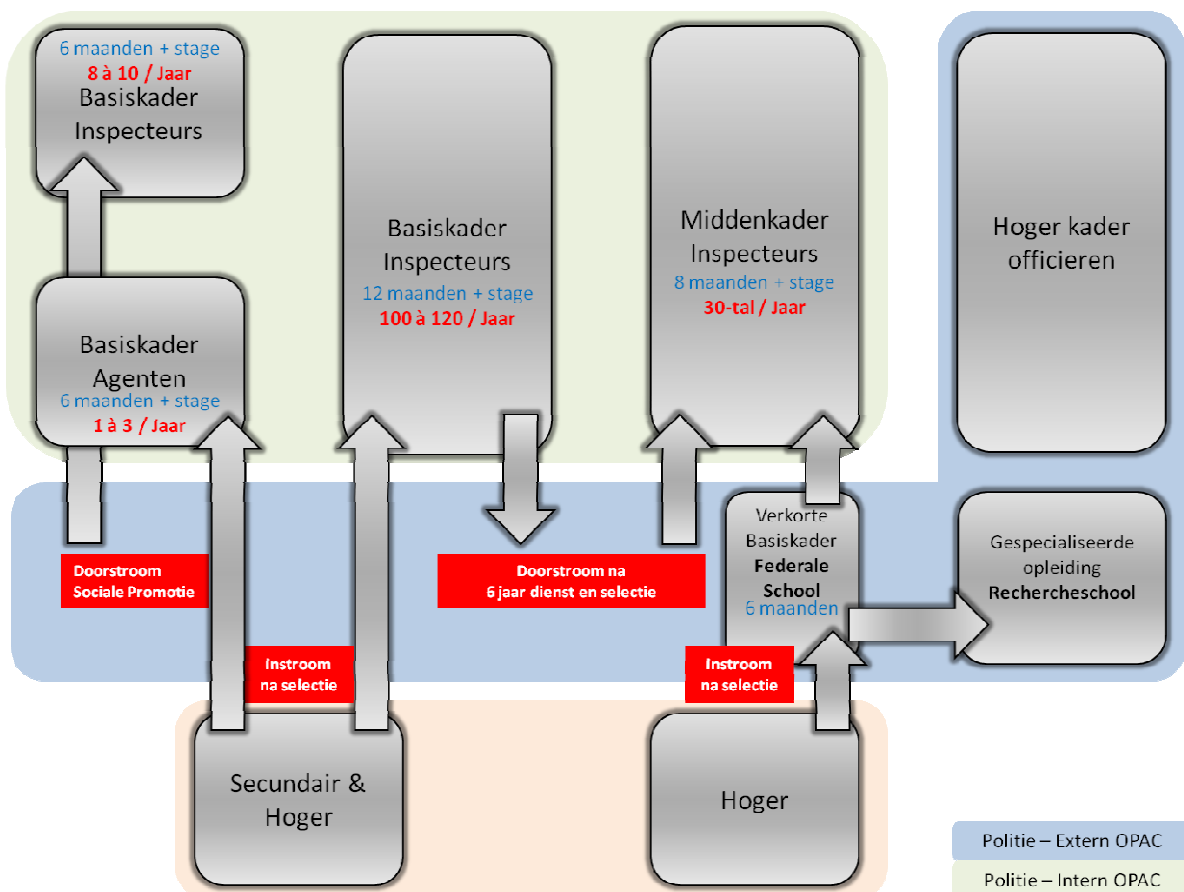 6 maanden + stage
8 à 10 / Jaar
Basiskader
Inspecteurs
Basiskader
Agenten
6 maanden + stage
1 à 3 / Jaar
Basiskader
Inspecteurs
12 maanden + stage
100 à 120 / Jaar
Middenkader
Inspecteurs
8 maanden + stage
30-tal / Jaar
Hoger kader
officieren
Doorstroom
Sociale Promotie
Doorstroom na
6 jaar dienst en selectie
Verkorte
Basiskader
Federale
School
6 maanden
Gespecialiseerde
opleiding
Rechercheschool
Instroom
na selectie
Instroom
na selectie
Secundair &
Hoger
Hoger
Politie – Extern OPAC
Politie – Intern OPAC